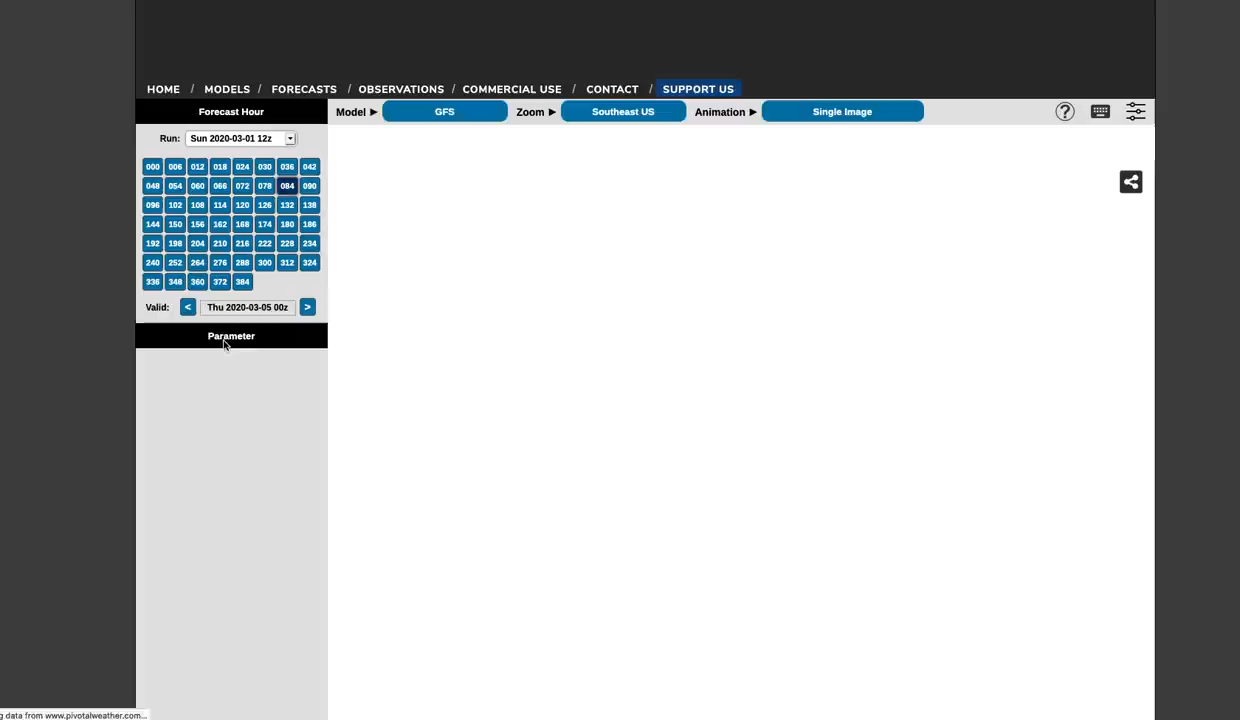 HOME / MODELS / FORECASTS / OBSERVATIONS / COMMERCIAL USE / CONTACT / SUPPORT US
Forecast Hour
Model ► GFS Zoom ► Southeast US Animation ► Single Image ?
Run: Sun 2020-03-01 12z
000 006 012 018 024 030 036 042
048 054 060 066 072 078 084 090
096 102 108 114 120 126 132 138
144 150 156 162 168 174 180 186
192 198 204 210 216 222 228 234
240 252 264 276 288 300 312 324
336 348 360 372 384
Valid: < Thu 2020-03-05 00z >
Parameter
g data from www.pivotalweather.com...